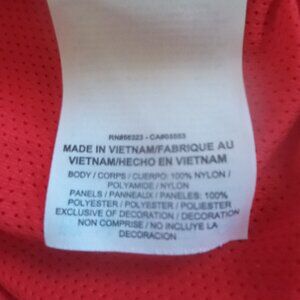 RN#56323 - CA#05553
MADE IN VIETNAM/FABRIQUE AU
VIETNAM/HECHO EN VIETNAM
BODY / CORPS / CUERPO: 100% NYLON /
POLYAMIDE / NYLON
PANELS / PANNEAUX / PANELES: 100%
POLYESTER / POLYESTER / POLIESTER
EXCLUSIVE OF DECORATION / DECORATION
NON COMPRISE / NO INCLUYE LA
DECORACION